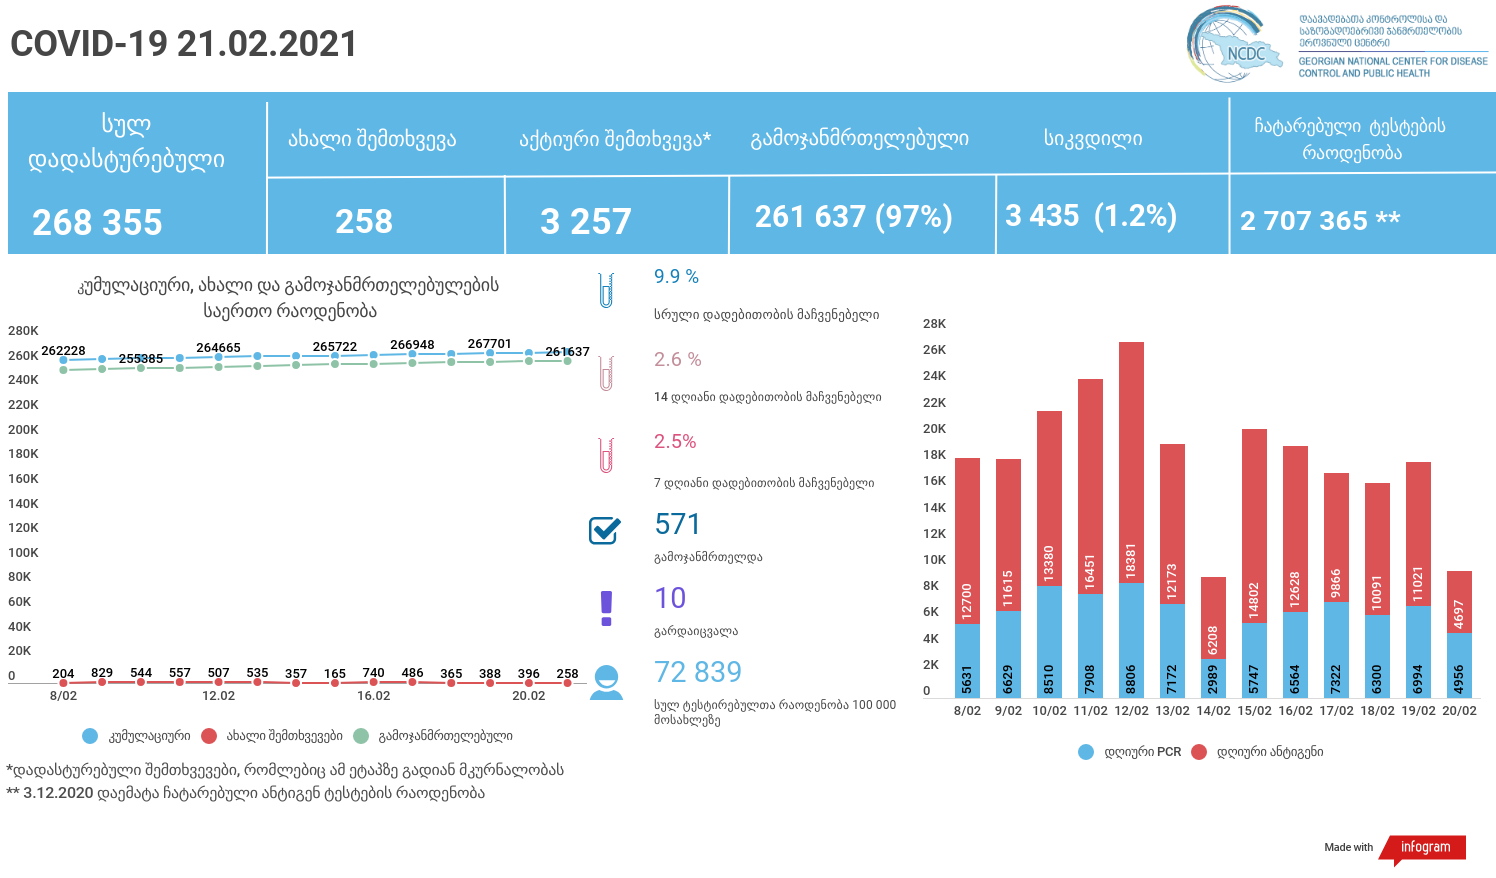 COVID-19 21.02.2021
NCDC
დაავადებათა კონტროლისა და
საზოგადოებრივი ჯანმრთელობის
ეროვნული ცენტრი
GEORGIAN NATIONAL CENTER FOR DISEASE
CONTROL AND PUBLIC HEALTH
სულ
დადასტურებული
268 355
ახალი შემთხვევა
258
აქტიური შემთხვევა*
3 257
გამოჯანმრთელებული
261 637 (97%)
სიკვდილი
3 435 (1.2%)
ჩატარებული ტესტების
რაოდენობა
2 707 365 **
კუმულაციური, ახალი და გამოჯანმრთელებულების
საერთო რაოდენობა
280K
260K
240K
220K
200K
180K
160K
140K
120K
100K
80K
60K
40K
20K
0
262228 255885 264665 265722 266948 267701 261637
204 829 544 557 507 535 357 165 740 486 365 388 396 258
8/02 12.02 16.02 20.02
კუმულაციური ახალი შემთხვევები გამოჯანმრთელებული
*დადასტურებული შემთხვევები, რომლებიც ამ ეტაპზე გადიან მკურნალობას
** 3.12.2020 დაემატა ჩატარებული ანტიგენ ტესტების რაოდენობა
9.9 %
სრული დადებითობის მაჩვენებელი
2.6 %
14 დღიანი დადებითობის მაჩვენებელი
2.5%
7 დღიანი დადებითობის მაჩვენებელი
571
გამოჯანმრთელდა
10
გარდაიცვალა
72 839
სულ ტესტირებულთა რაოდენობა 100 000
მოსახლეზე
28K
26K
24K
22K
20K
18K
16K
14K
12K
10K
8K
6K
4K
2K
0
12700 11615 13380 16451 18381 12173 6208 14802 12628 9866 10091 11021 4697
5631 6629 8510 7908 8806 7172 2989 5747 6564 7322 6300 6994 4956
8/02 9/02 10/02 11/02 12/02 13/02 14/02 15/02 16/02 17/02 18/02 19/02 20/02
დღიური PCR დღიური ანტიგენი
Made with infogram